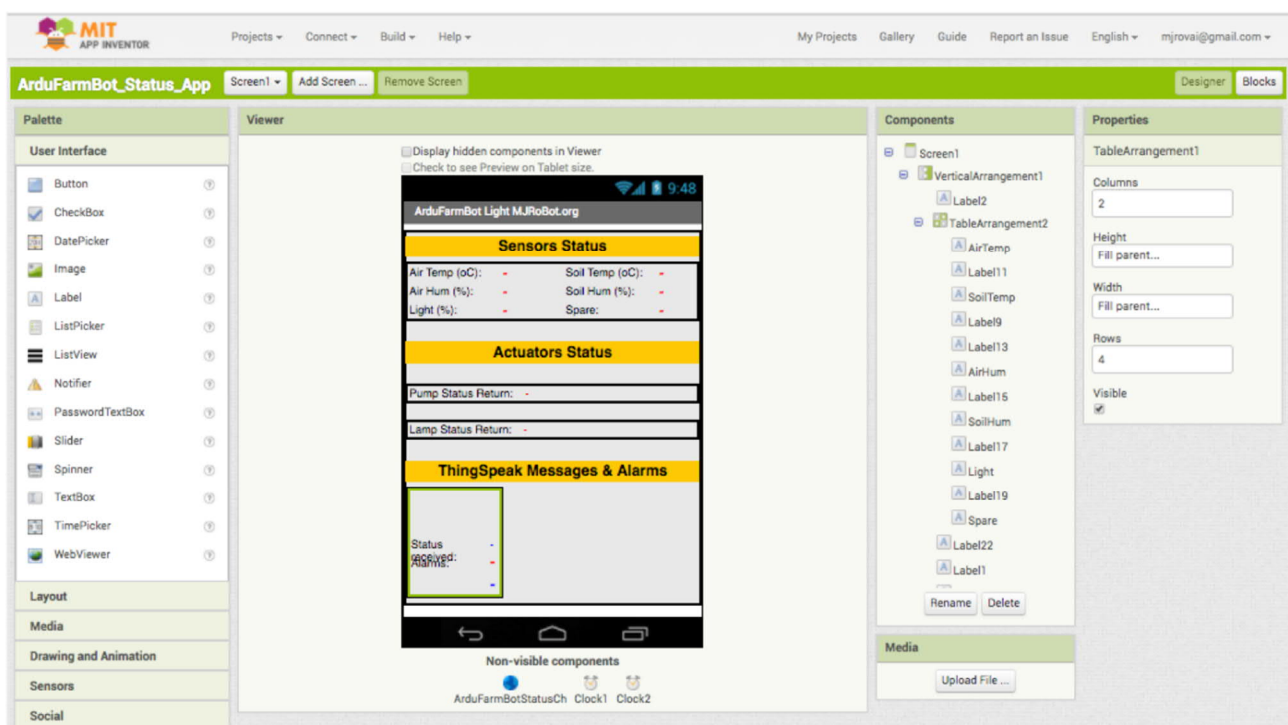 MIT
APP INVENTOR
Projects Connect Build Help
My Projects Gallery Guide Report an Issue English mjrovai@gmail.com
ArduFarmBot_Status_App Screen1 Add Screen ... Remove Screen
Designer Blocks
Palette
User Interface
Button
CheckBox
DatePicker
Image
Label
ListPicker
ListView
Notifier
PasswordTextBox
Slider
Spinner
TextBox
TimePicker
WebViewer
Layout
Media
Drawing and Animation
Sensors
Social
Viewer
Display hidden components in Viewer
Check to see Preview on Tablet size.
9:48
ArduFarmBot Light MJRoBot.org
Sensors Status
Air Temp (oC): - Soil Temp (oC): -
Air Hum (%): - Soil Hum (%): -
Light (%): - Spare: -
Actuators Status
Pump Status Return: -
Lamp Status Return: -
ThingSpeak Messages & Alarms
Status -
received:
Alarms: -
-
Non-visible components
ArduFarmBotStatusCh Clock1 Clock2
Components
Screen1
VerticalArrangement1
Label2
TableArrangement2
AirTemp
Label11
SoilTemp
Label9
Label13
AirHum
Label15
SoilHum
Label17
Light
Label19
Spare
Label22
Label1
Rename Delete
Media
Upload File ...
Properties
TableArrangement1
Columns
2
Height
Fill parent...
Width
Fill parent...
Rows
4
Visible